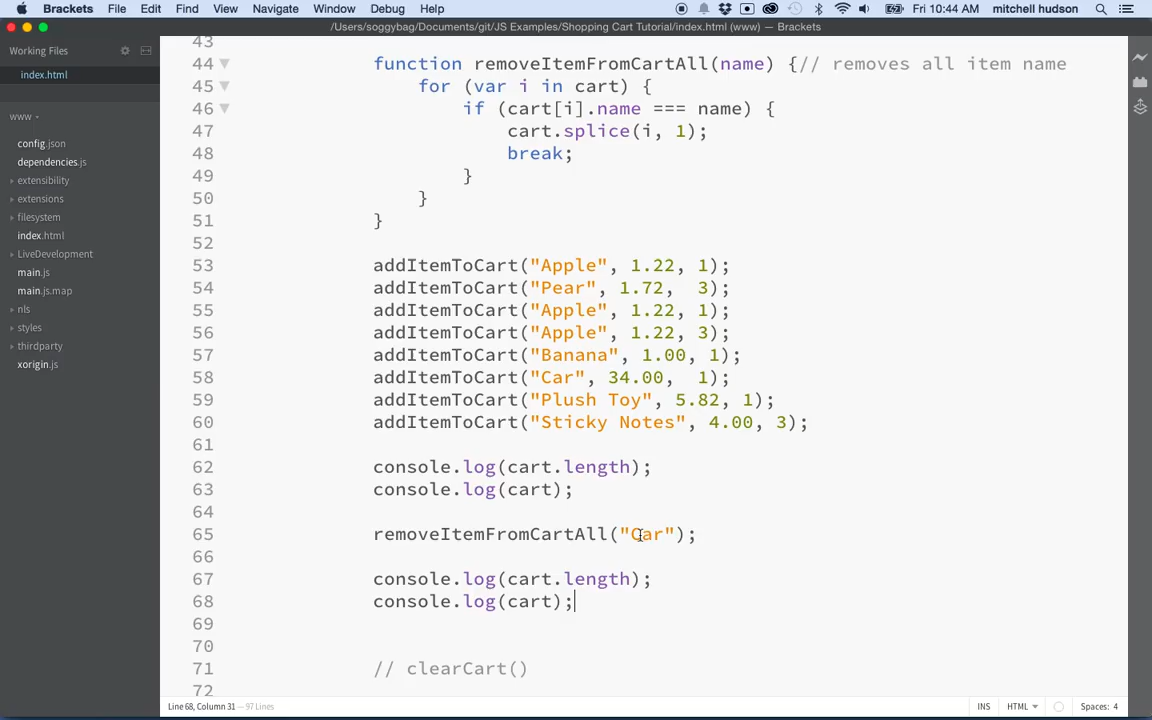 Brackets File Edit Find View Navigate Window Debug Help Fri 10:44 AM mitchell hudson
/Users/soggybag/Documents/git/JS Examples/Shopping Cart Tutorial/index.html (www) — Brackets
Working Files
index.html
www
config.json
dependencies.js
extensibility
extensions
filesystem
index.html
LiveDevelopment
main.js
main.js.map
nls
styles
thirdparty
xorigin.js
43
44 function removeItemFromCartAll(name) {// removes all item name
45 for (var i in cart) {
46 if (cart[i].name === name) {
47 cart.splice(i, 1);
48 break;
49 }
50 }
51 }
52
53 addItemToCart("Apple", 1.22, 1);
54 addItemToCart("Pear", 1.72, 3);
55 addItemToCart("Apple", 1.22, 1);
56 addItemToCart("Apple", 1.22, 3);
57 addItemToCart("Banana", 1.00, 1);
58 addItemToCart("Car", 34.00, 1);
59 addItemToCart("Plush Toy", 5.82, 1);
60 addItemToCart("Sticky Notes", 4.00, 3);
61
62 console.log(cart.length);
63 console.log(cart);
64
65 removeItemFromCartAll("Car");
66
67 console.log(cart.length);
68 console.log(cart);
69
70
71 // clearCart()
72
Line 68, Column 31 — 97 Lines INS HTML Spaces: 4